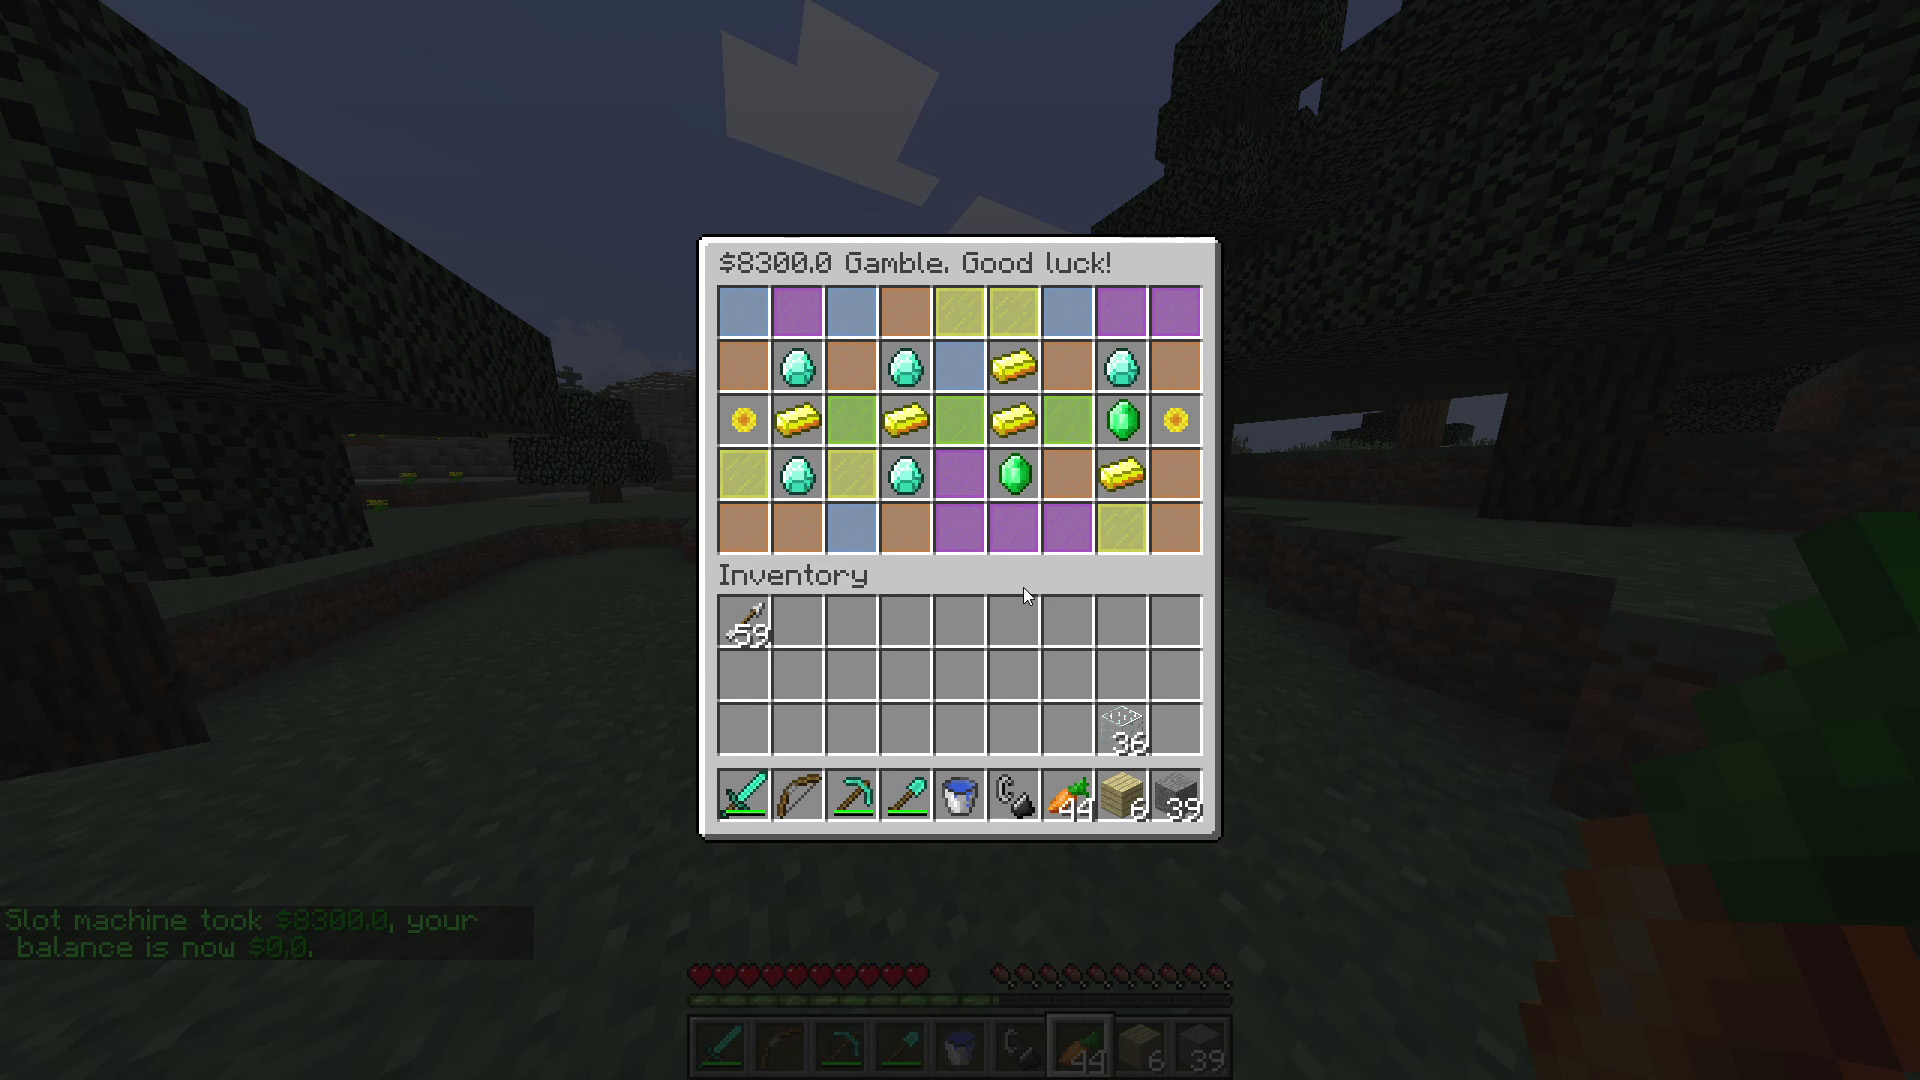 $8300.0 Gamble. Good luck!
Inventory
59
36
44 6 39
Slot machine took $8300.0, your
balance is now $0.0.
44 6 39